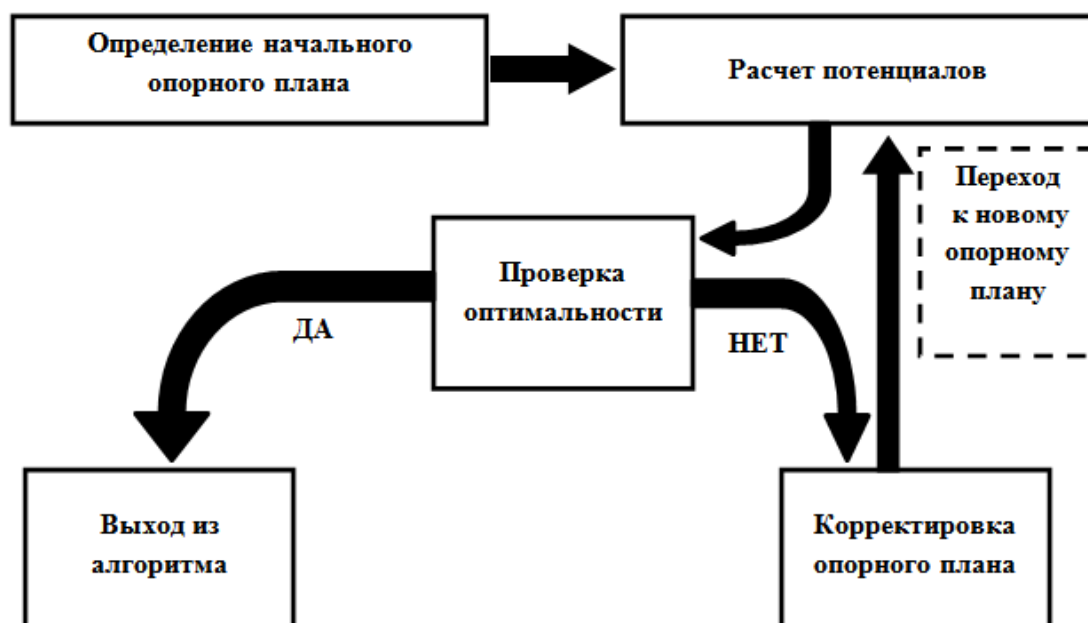 Определение начального
опорного плана
Расчет потенциалов
Переход
к новому
опорному
плану
Проверка
оптимальности
ДА
НЕТ
Выход из
алгоритма
Корректировка
опорного плана